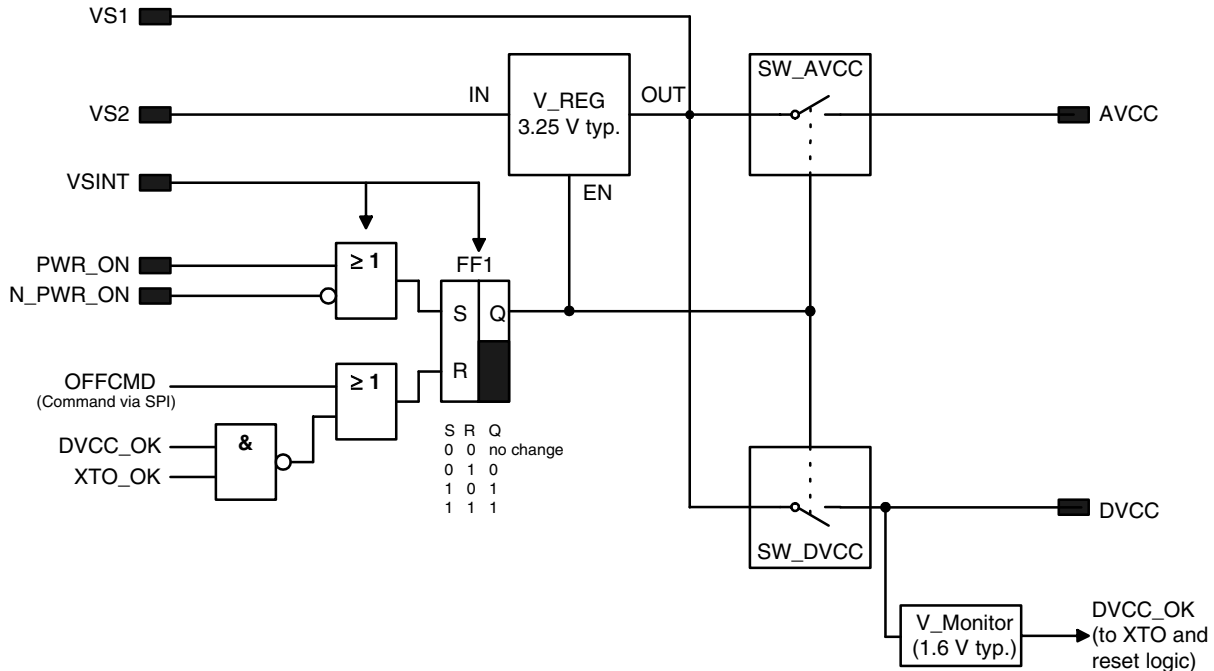 VS1
SW_AVCC
IN
V_REG
3.25 V typ.
OUT
VS2
AVCC
VSINT
EN
PWR_ON
≥ 1
FF1
N_PWR_ON
S
Q
R
OFFCMD
(Command via SPI)
≥ 1
DVCC_OK
&
XTO_OK
S R Q
0 0 no change
0 1 0
1 0 1
1 1 1
DVCC
SW_DVCC
V_Monitor
(1.6 V typ.)
DVCC_OK
(to XTO and
reset logic)